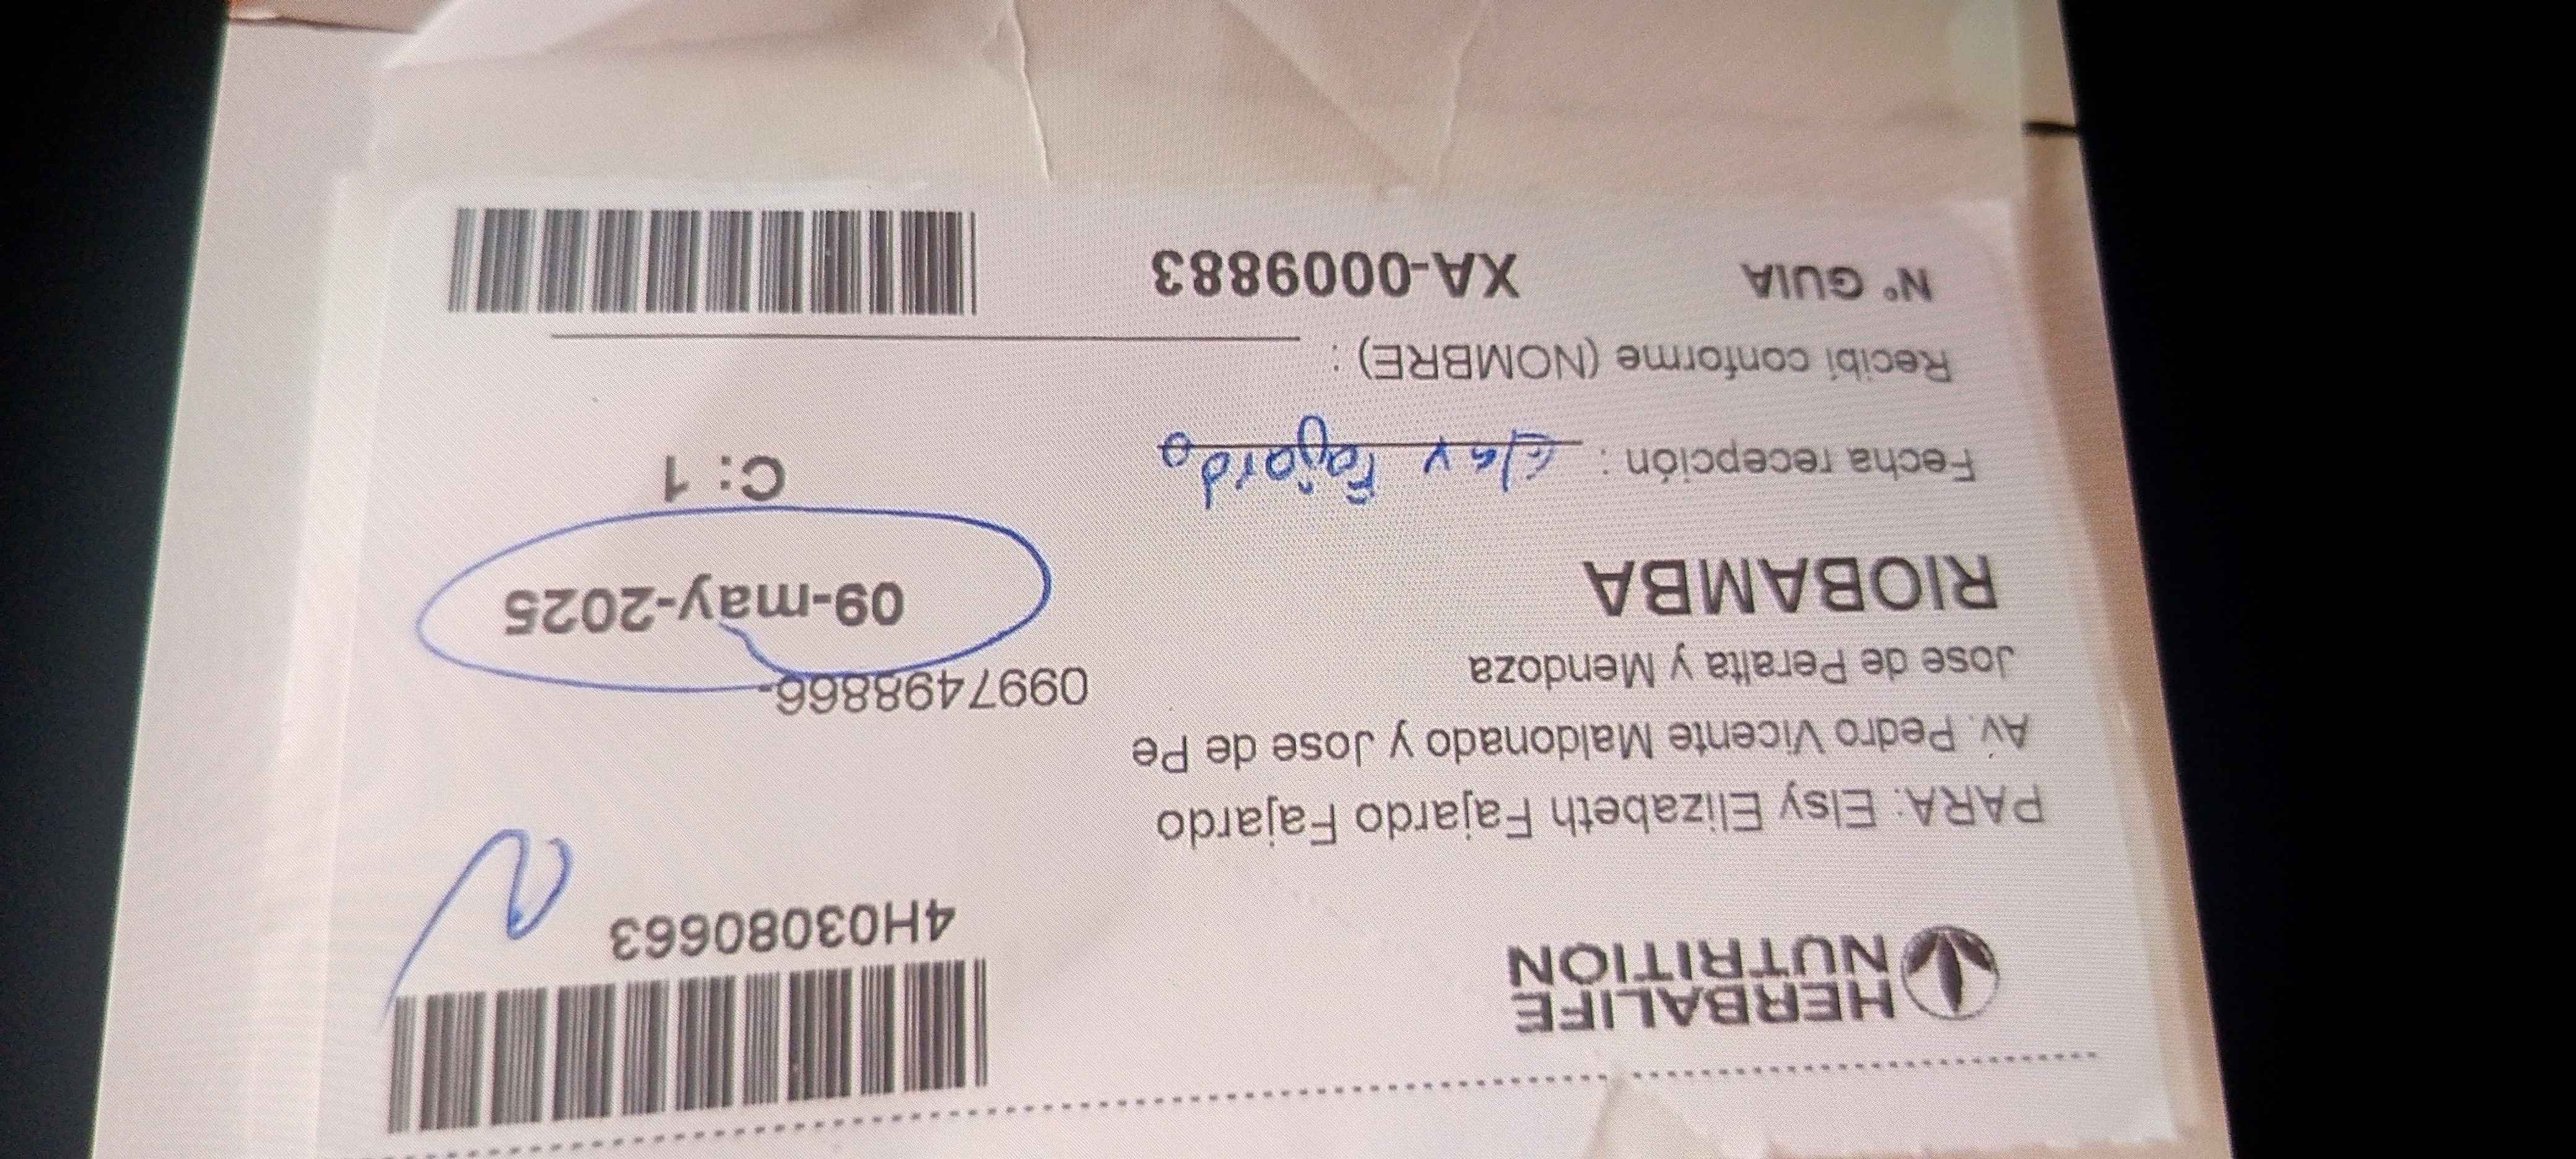 HERBALIFE
NUTRITION
4H03080663
PARA: Elsy Elizabeth Fajardo Fajardo
Av. Pedro Vicente Maldonado y Jose de Pe
Jose de Peralta y Mendoza
0997498866-
RIOBAMBA
09-may-2025
Fecha recepción : Elsy Fajardo
C: 1
Recibí conforme (NOMBRE) :
N° GUIA XA-0009883